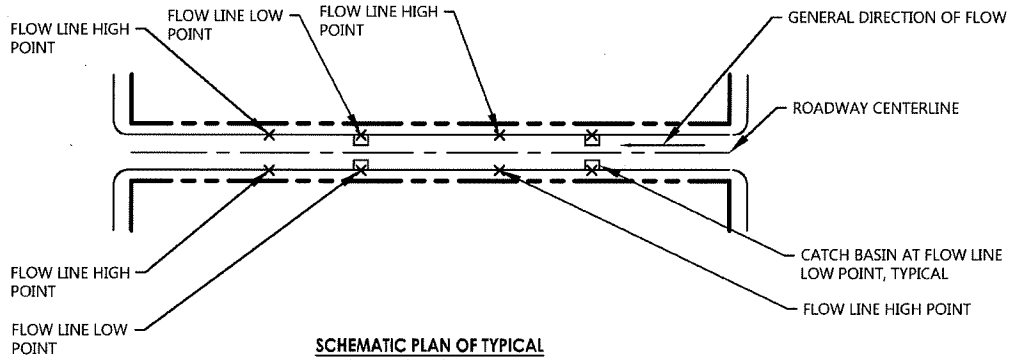 FLOW LINE HIGH
POINT
FLOW LINE LOW
POINT
FLOW LINE HIGH
POINT
GENERAL DIRECTION OF FLOW
ROADWAY CENTERLINE
FLOW LINE HIGH
POINT
FLOW LINE LOW
POINT
CATCH BASIN AT FLOW LINE
LOW POINT, TYPICAL
FLOW LINE HIGH POINT
SCHEMATIC PLAN OF TYPICAL